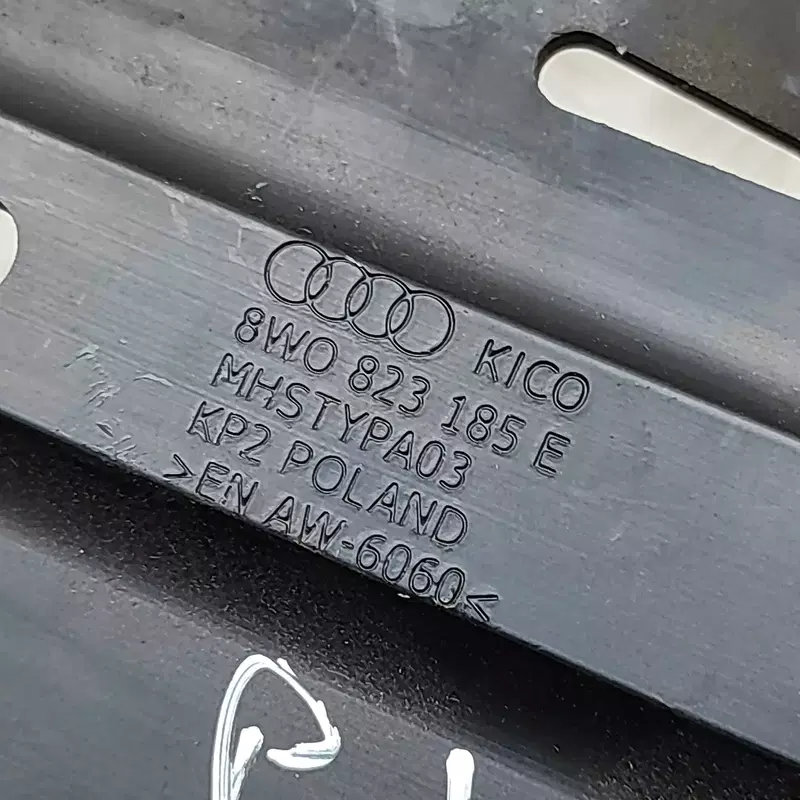 KICO
8W0 823 185 E
MHSTYPA03
KP2 POLAND
>EN AW-6060<